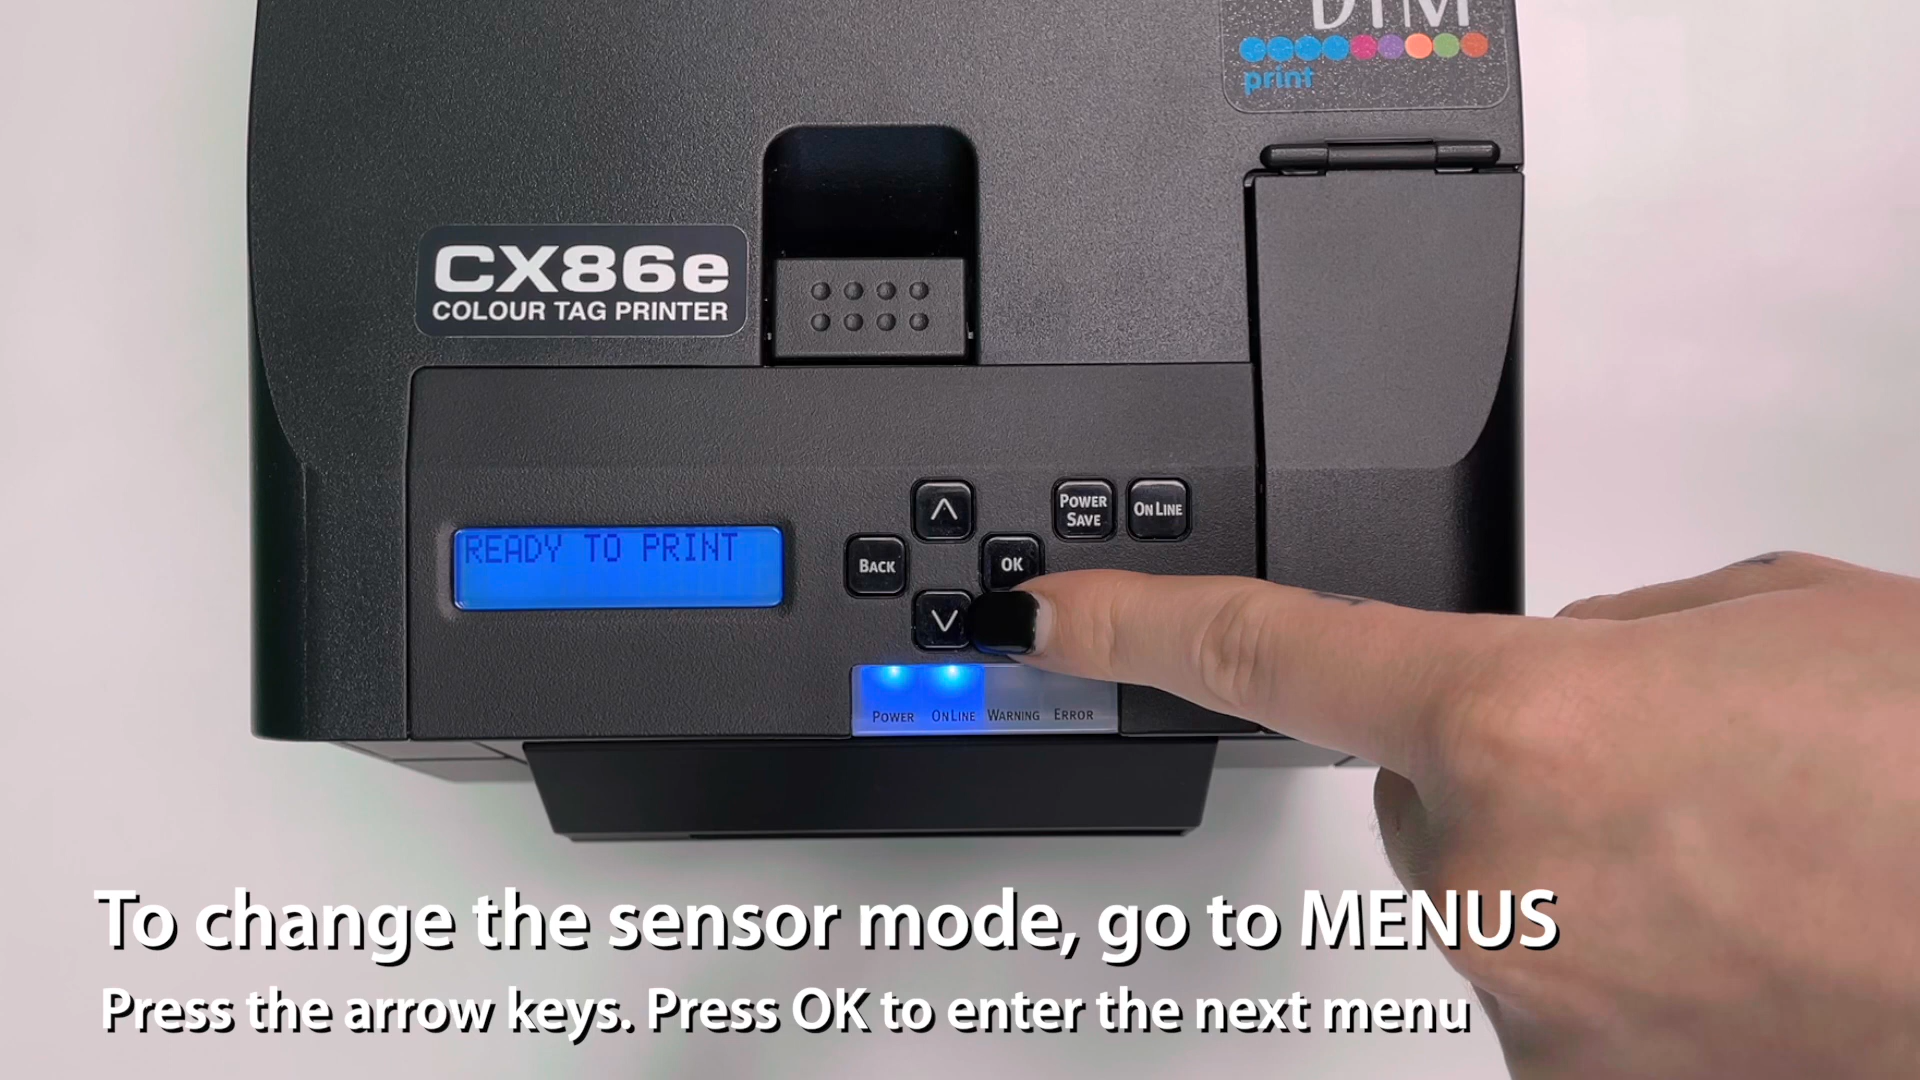 DTM
print
CX86e
COLOUR TAG PRINTER
POWER SAVE
ON LINE
READY TO PRINT
BACK
OK
POWER ONLINE WARNING ERROR
To change the sensor mode, go to MENUS
Press the arrow keys. Press OK to enter the next menu